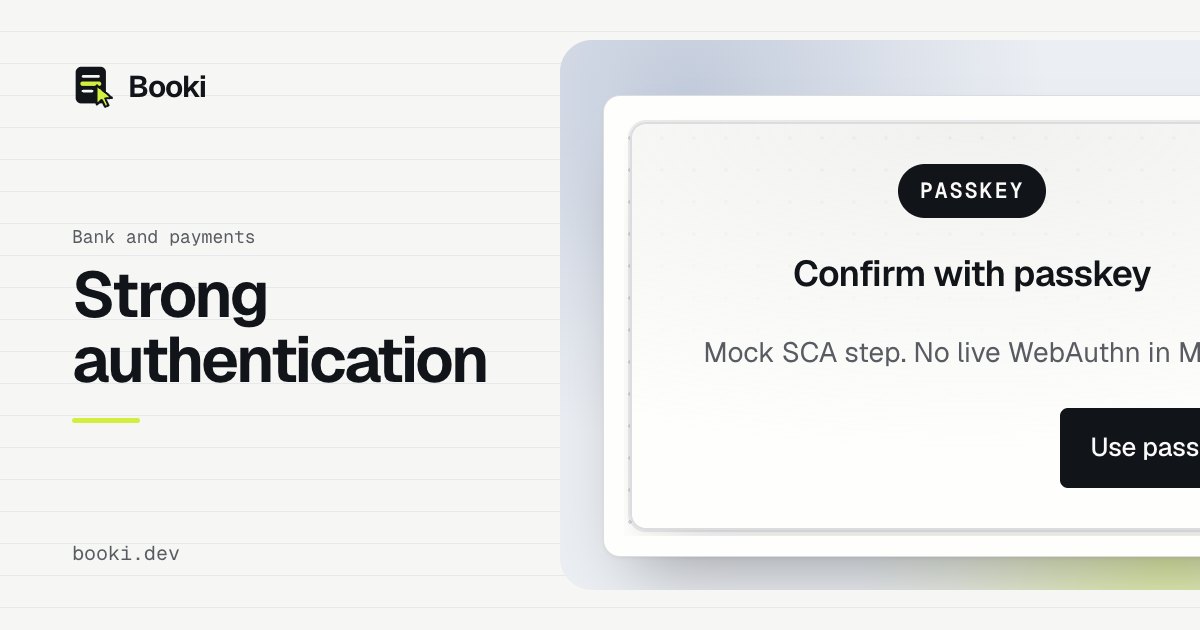 Booki
Bank and payments
Strong
authentication
booki.dev
PASSKEY
Confirm with passkey
Mock SCA step. No live WebAuthn in
Use